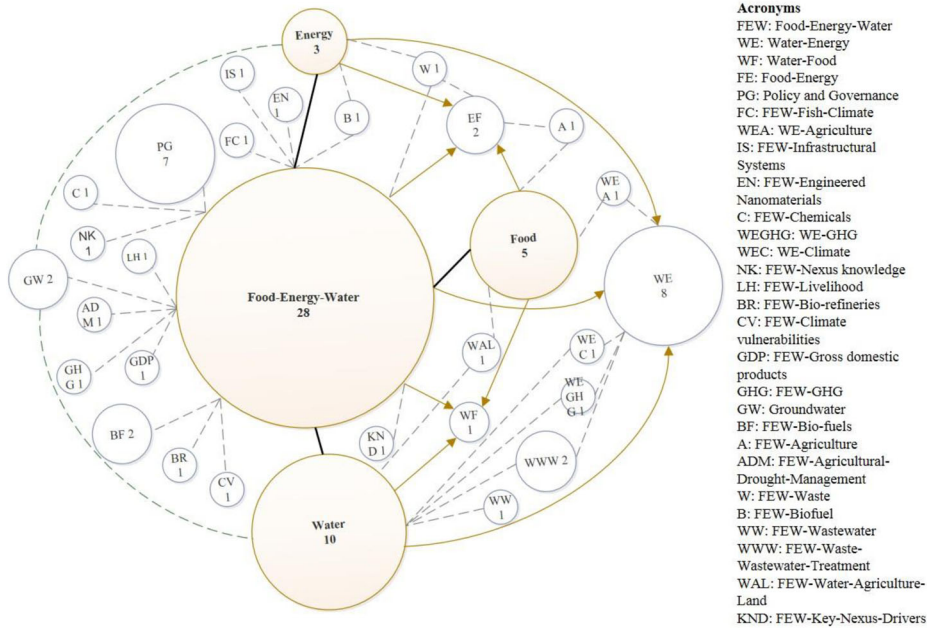 Energy
3
IS 1
W 1
EN
1
B 1
EF
2
A 1
FC 1
PG
7
C 1
WE
A 1
NK
1
LH 1
Food
5
GW 2
WE
8
Food-Energy-Water
28
AD
M 1
GH
G 1
GDP
1
WAL
1
WE
C 1
WE
GH
G 1
BF 2
WF
1
KN
D 1
BR
1
CV
1
WWW 2
WW
1
Water
10
Acronyms
FEW: Food-Energy-Water
WE: Water-Energy
WF: Water-Food
FE: Food-Energy
PG: Policy and Governance
FC: FEW-Fish-Climate
WEA: WE-Agriculture
IS: FEW-Infrastructural
Systems
EN: FEW-Engineered
Nanomaterials
C: FEW-Chemicals
WEGHG: WE-GHG
WEC: WE-Climate
NK: FEW-Nexus knowledge
LH: FEW-Livelihood
BR: FEW-Bio-refineries
CV: FEW-Climate
vulnerabilities
GDP: FEW-Gross domestic
products
GHG: FEW-GHG
GW: Groundwater
BF: FEW-Bio-fuels
A: FEW-Agriculture
ADM: FEW-Agricultural-
Drought-Management
W: FEW-Waste
B: FEW-Biofuel
WW: FEW-Wastewater
WWW: FEW-Waste-
Wastewater-Treatment
WAL: FEW-Water-Agriculture-
Land
KND: FEW-Key-Nexus-Drivers